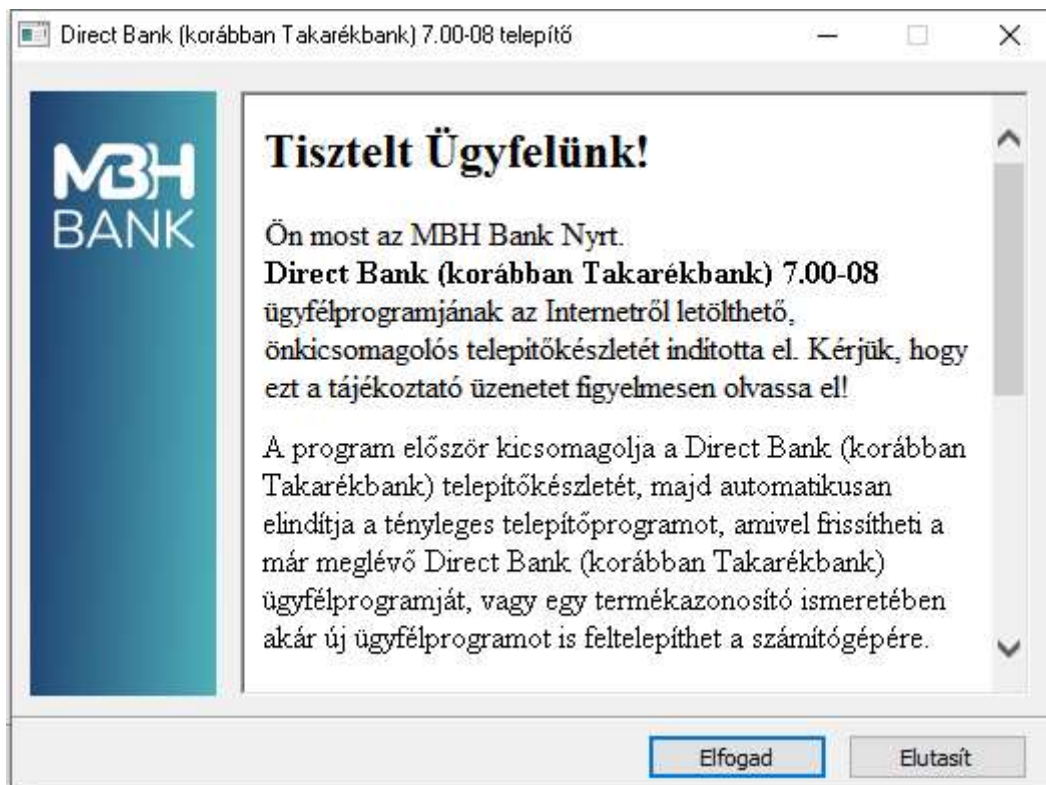 Direct Bank (korábban Takarékbank) 7.00-08 telepítő
MBH
BANK
Tisztelt Ügyfelünk!
Ön most az MBH Bank Nyrt.
Direct Bank (korábban Takarékbank) 7.00-08
ügyfélprogramjának az Internetről letölthető,
önkicsomagolós telepítőkészletét indította el. Kérjük, hogy
ezt a tájékoztató üzenetet figyelmesen olvassa el!
A program először kicsomagolja a Direct Bank (korábban
Takarékbank) telepítőkészletét, majd automatikusan
elindítja a tényleges telepítőprogramot, amivel frissítheti a
már meglévő Direct Bank (korábban Takarékbank)
ügyfélprogramját, vagy egy termékazonosító ismeretében
akár új ügyfélprogramot is feltelepíthet a számítógépére.
Elfogad
Elutasít